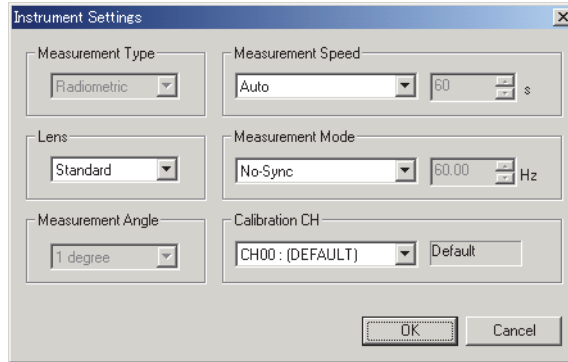 Instrument Settings
Measurement Type
Radiometric
Measurement Speed
Auto
60
s
Lens
Standard
Measurement Mode
No-Sync
60.00
Hz
Measurement Angle
1 degree
Calibration CH
CH00 : (DEFAULT)
Default
OK
Cancel